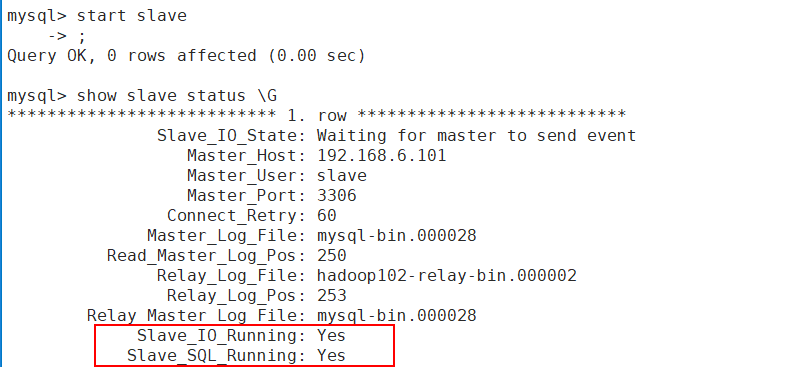 mysql> start slave
    -> ;
Query OK, 0 rows affected (0.00 sec)
mysql> show slave status \G
*************************** 1. row ***************************
Slave_IO_State: Waiting for master to send event
Master_Host: 192.168.6.101
Master_User: slave
Master_Port: 3306
Connect_Retry: 60
Master_Log_File: mysql-bin.000028
Read_Master_Log_Pos: 250
Relay_Log_File: hadoop102-relay-bin.000002
Relay_Log_Pos: 253
Relay_Master_Log_File: mysql-bin.000028
Slave_IO_Running: Yes
Slave_SQL_Running: Yes